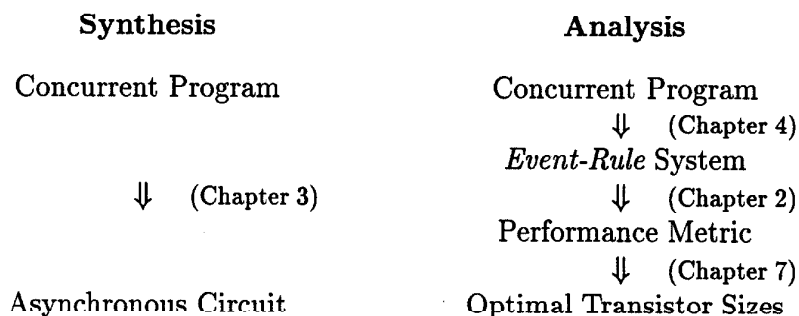 Synthesis
Concurrent Program
⇓ (Chapter 3)
Asynchronous Circuit
Analysis
Concurrent Program
⇓ (Chapter 4)
Event-Rule System
⇓ (Chapter 2)
Performance Metric
⇓ (Chapter 7)
Optimal Transistor Sizes